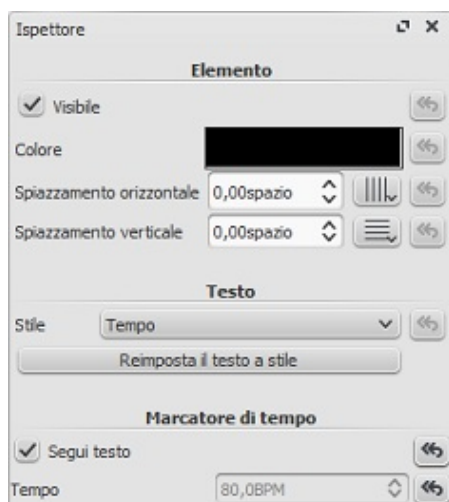 Ispettore
Elemento
Visibile
Colore
Spiazzamento orizzontale 0,00spazio
Spiazzamento verticale 0,00spazio
Testo
Stile Tempo
Reimposta il testo a stile
Marcatore di tempo
Segui testo
Tempo 80,0BPM